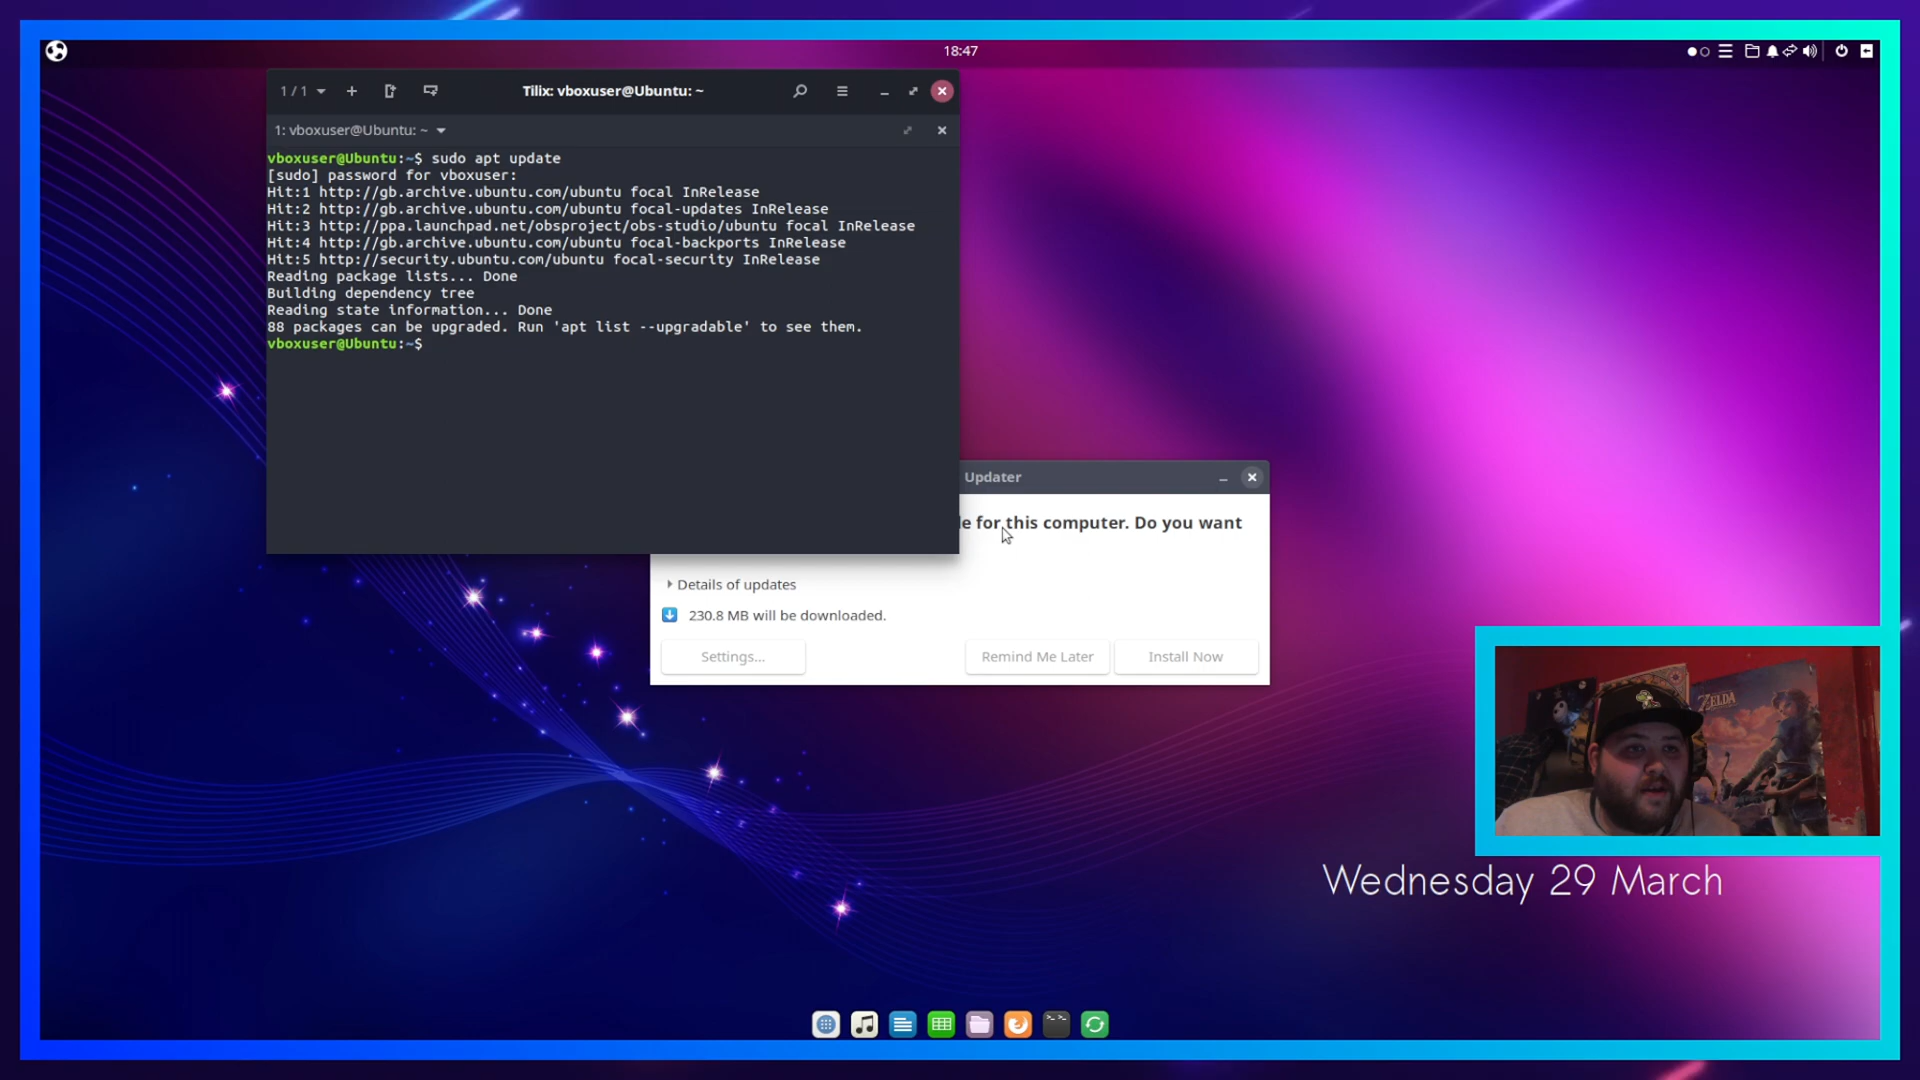 18:47
1 / 1
Tilix: vboxuser@Ubuntu: ~
1: vboxuser@Ubuntu: ~
vboxuser@Ubuntu:~$ sudo apt update
[sudo] password for vboxuser:
Hit:1 http://gb.archive.ubuntu.com/ubuntu focal InRelease
Hit:2 http://gb.archive.ubuntu.com/ubuntu focal-updates InRelease
Hit:3 http://ppa.launchpad.net/obsproject/obs-studio/ubuntu focal InRelease
Hit:4 http://gb.archive.ubuntu.com/ubuntu focal-backports InRelease
Hit:5 http://security.ubuntu.com/ubuntu focal-security InRelease
Reading package lists... Done
Building dependency tree
Reading state information... Done
88 packages can be upgraded. Run 'apt list --upgradable' to see them.
vboxuser@Ubuntu:~$
Updater
le for this computer. Do you want
Details of updates
230.8 MB will be downloaded.
Settings...
Remind Me Later
Install Now
ZELDA
Wednesday 29 March